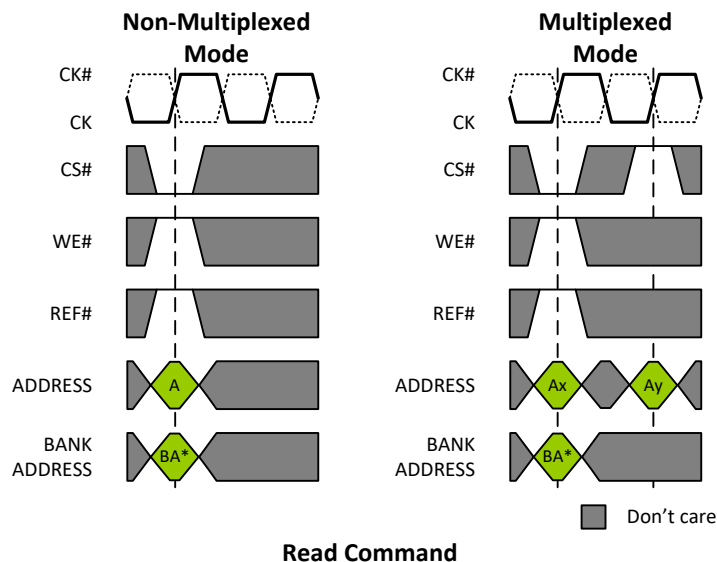 Non-Multiplexed
Mode
CK#
CK
CS#
WE#
REF#
ADDRESS
A
BANK
ADDRESS
BA*
Multiplexed
Mode
CK#
CK
CS#
WE#
REF#
ADDRESS
Ax
Ay
BANK
ADDRESS
BA*
Don't care
Read Command